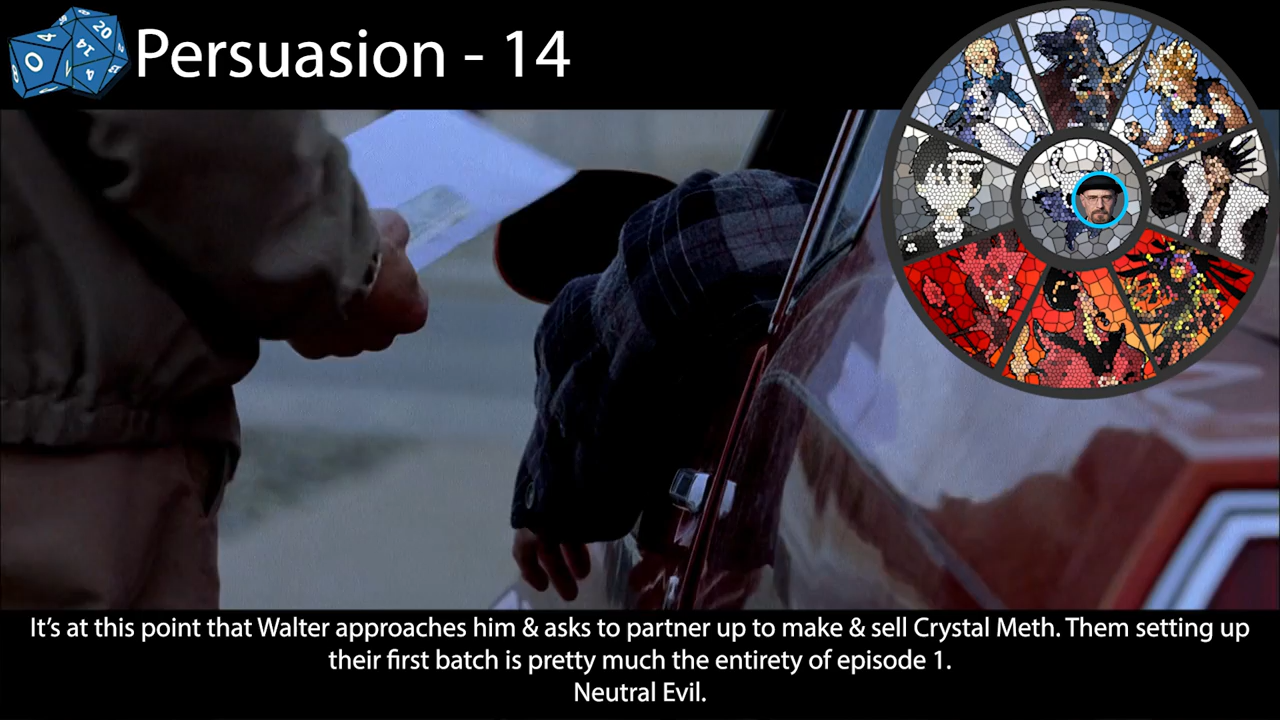 Persuasion - 14
It’s at this point that Walter approaches him & asks to partner up to make & sell Crystal Meth. Them setting up
their first batch is pretty much the entirety of episode 1.
Neutral Evil.